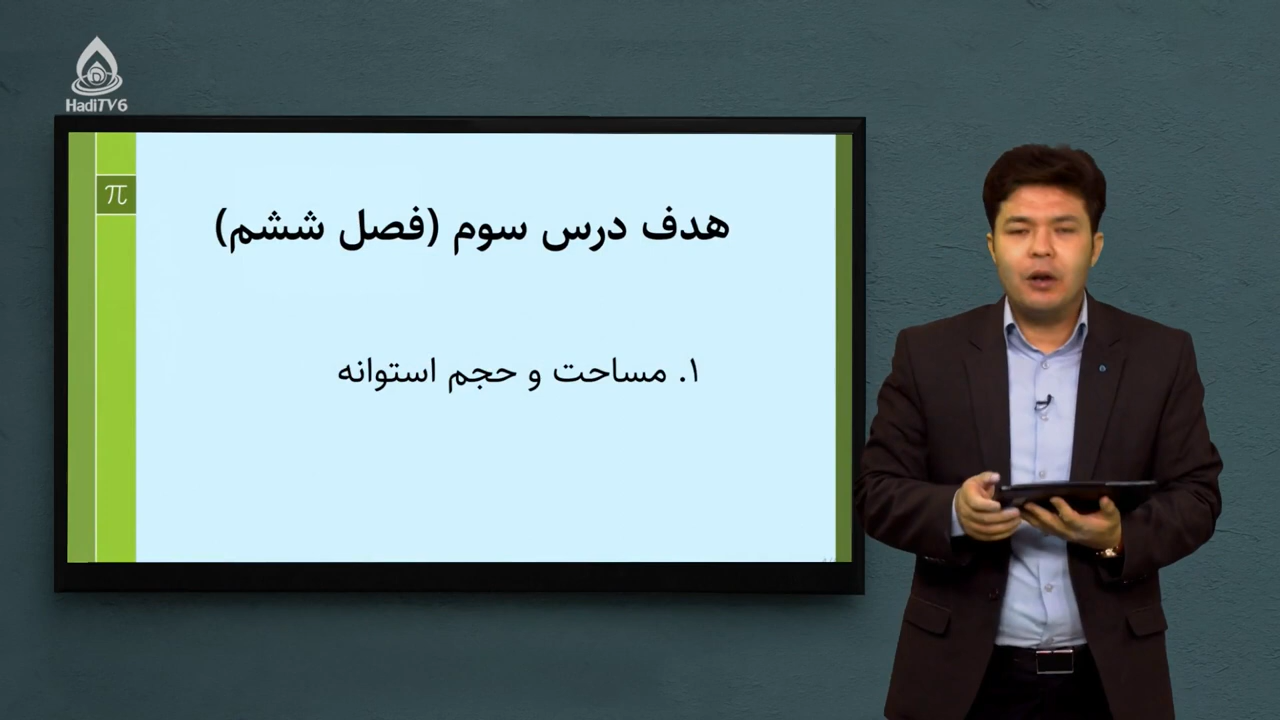 HadiTV6
π
هدف درس سوم (فصل ششم)
۱. مساحت و حجم استوانه